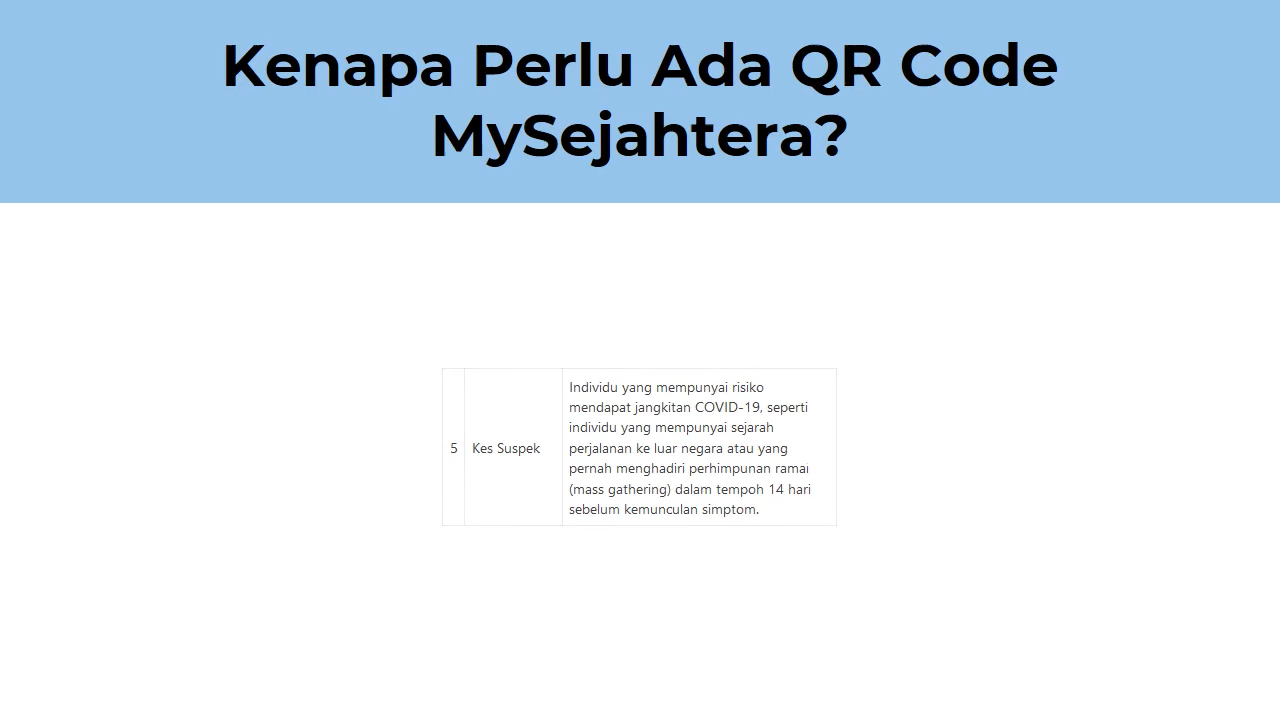 Kenapa Perlu Ada QR Code
MySejahtera?
5
Kes Suspek
Individu yang mempunyai risiko
mendapat jangkitan COVID-19, seperti
individu yang mempunyai sejarah
perjalanan ke luar negara atau yang
pernah menghadiri perhimpunan ramai
(mass gathering) dalam tempoh 14 hari
sebelum kemunculan simptom.